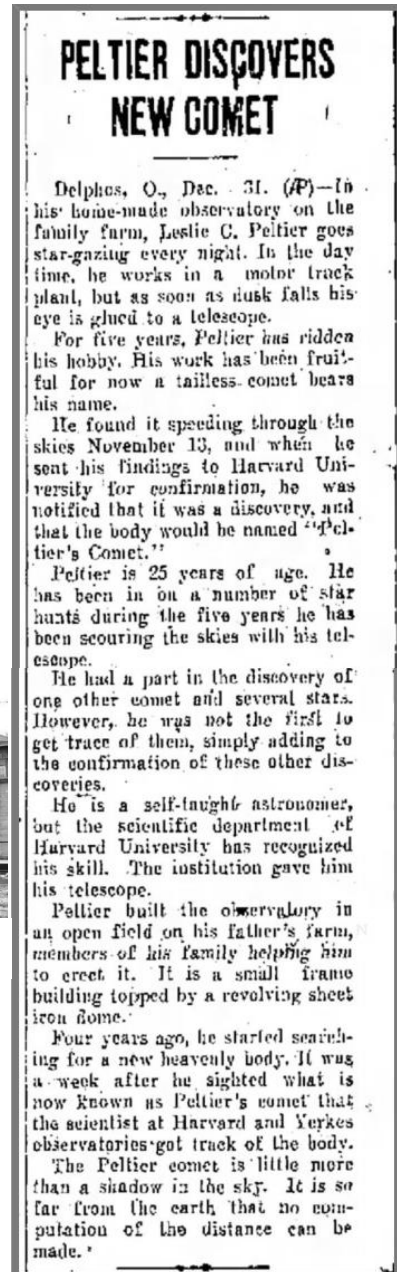 PELTIER DISCOVERS
NEW COMET
Delphos, O., Dec. 31. (AP)—In
his home-made observatory on the
family farm, Leslie C. Peltier goes
star-gazing every night. In the day
time, he works in a motor truck
plant, but as soon as dusk falls his
eye is glued to a telescope.
For five years, Peltier has ridden
his hobby. His work has been fruit-
ful for now a tailless comet bears
his name.
He found it speeding through the
skies November 13, and when he
sent his findings to Harvard Uni-
versity for confirmation, he was
notified that it was a discovery, and
that the body would be named "Pel-
tier's Comet."
Peltier is 25 years of age. He
has been in on a number of star
hunts during the five years he has
been scouring the skies with his tel-
escope.
He had a part in the discovery of
one other comet and several stars.
However, he was not the first to
get trace of them, simply adding to
the confirmation of these other dis-
coveries.
He is a self-taught astronomer,
but the scientific department of
Harvard University has recognized
his skill. The institution gave him
his telescope.
Peltier built the observatory in
an open field on his father's farm,
members of his family helping him
to erect it. It is a small frame
building topped by a revolving sheet
iron dome.
Four years ago, he started search-
ing for a new heavenly body. It was
a week after he sighted what is
now known as Peltier's comet that
the scientist at Harvard and Yerkes
observatories got track of the body.
The Peltier comet is little more
than a shadow in the sky. It is so
far from the earth that no com-
putation of the distance can be
made.